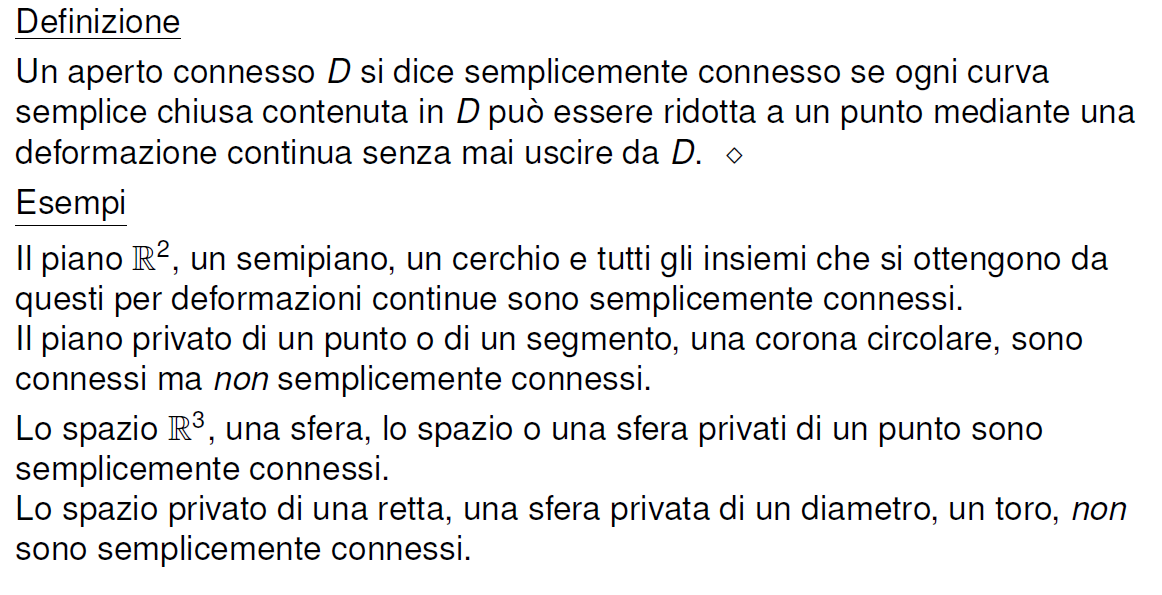 Definizione
Un aperto connesso D si dice semplicemente connesso se ogni curva
semplice chiusa contenuta in D può essere ridotta a un punto mediante una
deformazione continua senza mai uscire da D. ◇
Esempi
Il piano ℝ², un semipiano, un cerchio e tutti gli insiemi che si ottengono da
questi per deformazioni continue sono semplicemente connessi.
Il piano privato di un punto o di un segmento, una corona circolare, sono
connessi ma non semplicemente connessi.
Lo spazio ℝ³, una sfera, lo spazio o una sfera privati di un punto sono
semplicemente connessi.
Lo spazio privato di una retta, una sfera privata di un diametro, un toro, non
sono semplicemente connessi.